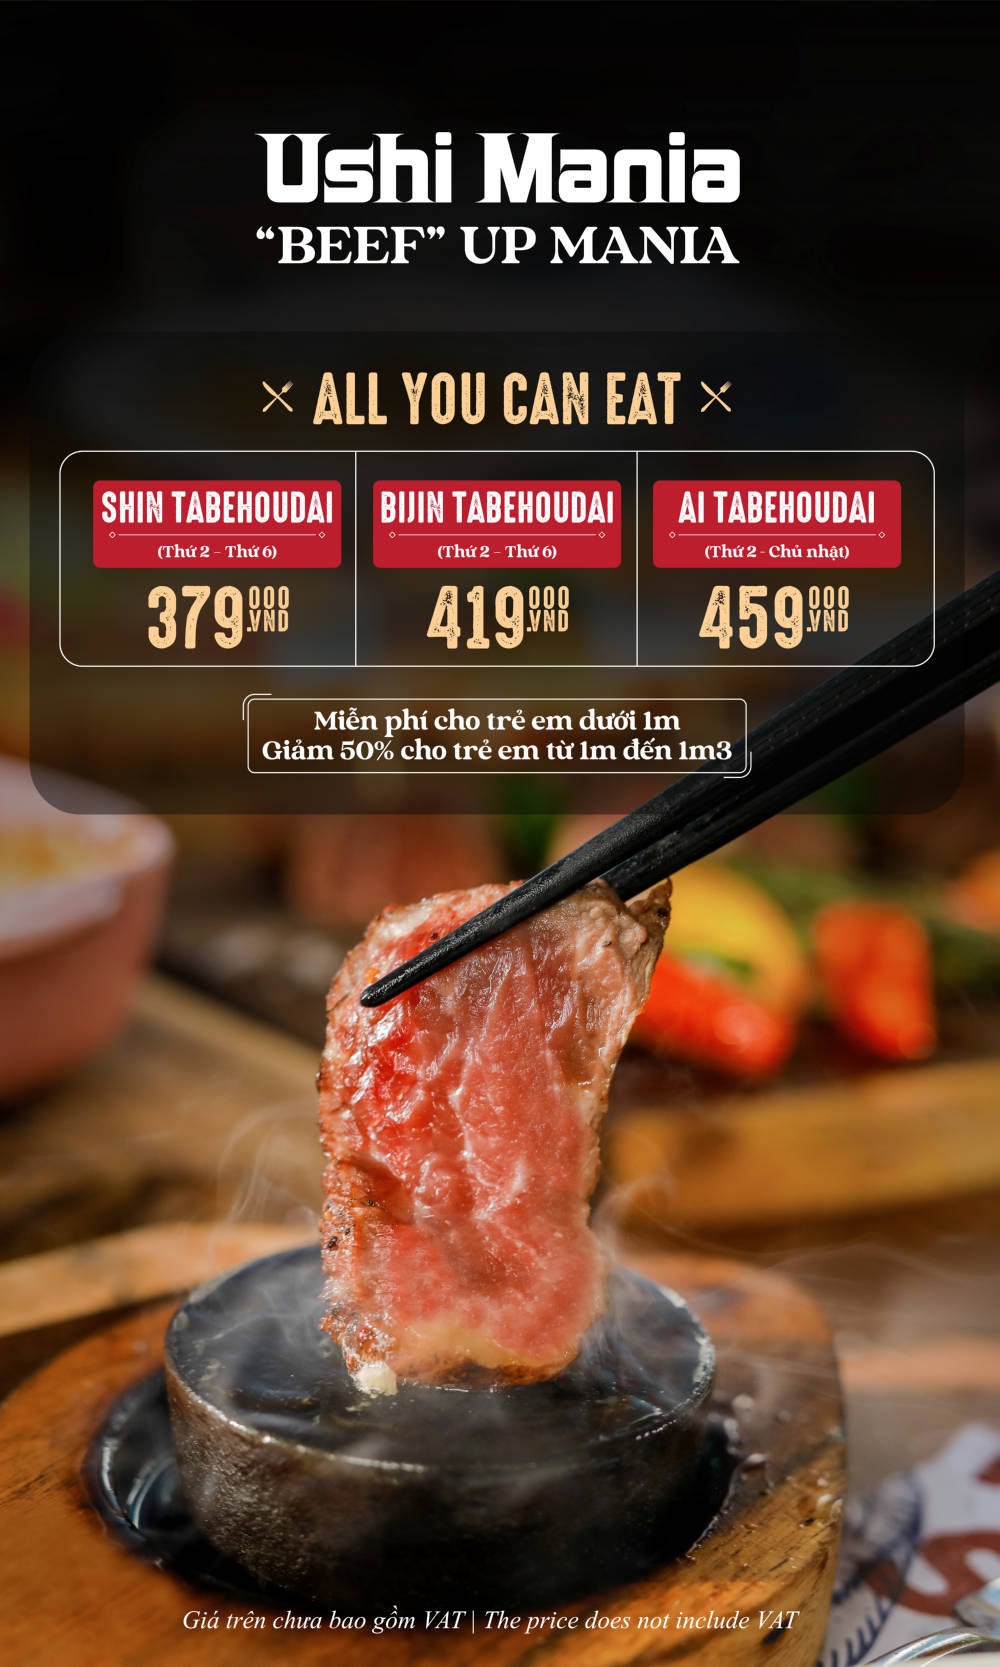 Ushi Mania
“BEEF” UP MANIA
ALL YOU CAN EAT
SHIN TABEHOUDAI
(Thứ 2 – Thứ 6)
379.000 VND
BIJIN TABEHOUDAI
(Thứ 2 – Thứ 6)
419.000 VND
AI TABEHOUDAI
(Thứ 2 - Chủ nhật)
459.000 VND
Miễn phí cho trẻ em dưới 1m
Giảm 50% cho trẻ em từ 1m đến 1m3
Giá trên chưa bao gồm VAT | The price does not include VAT